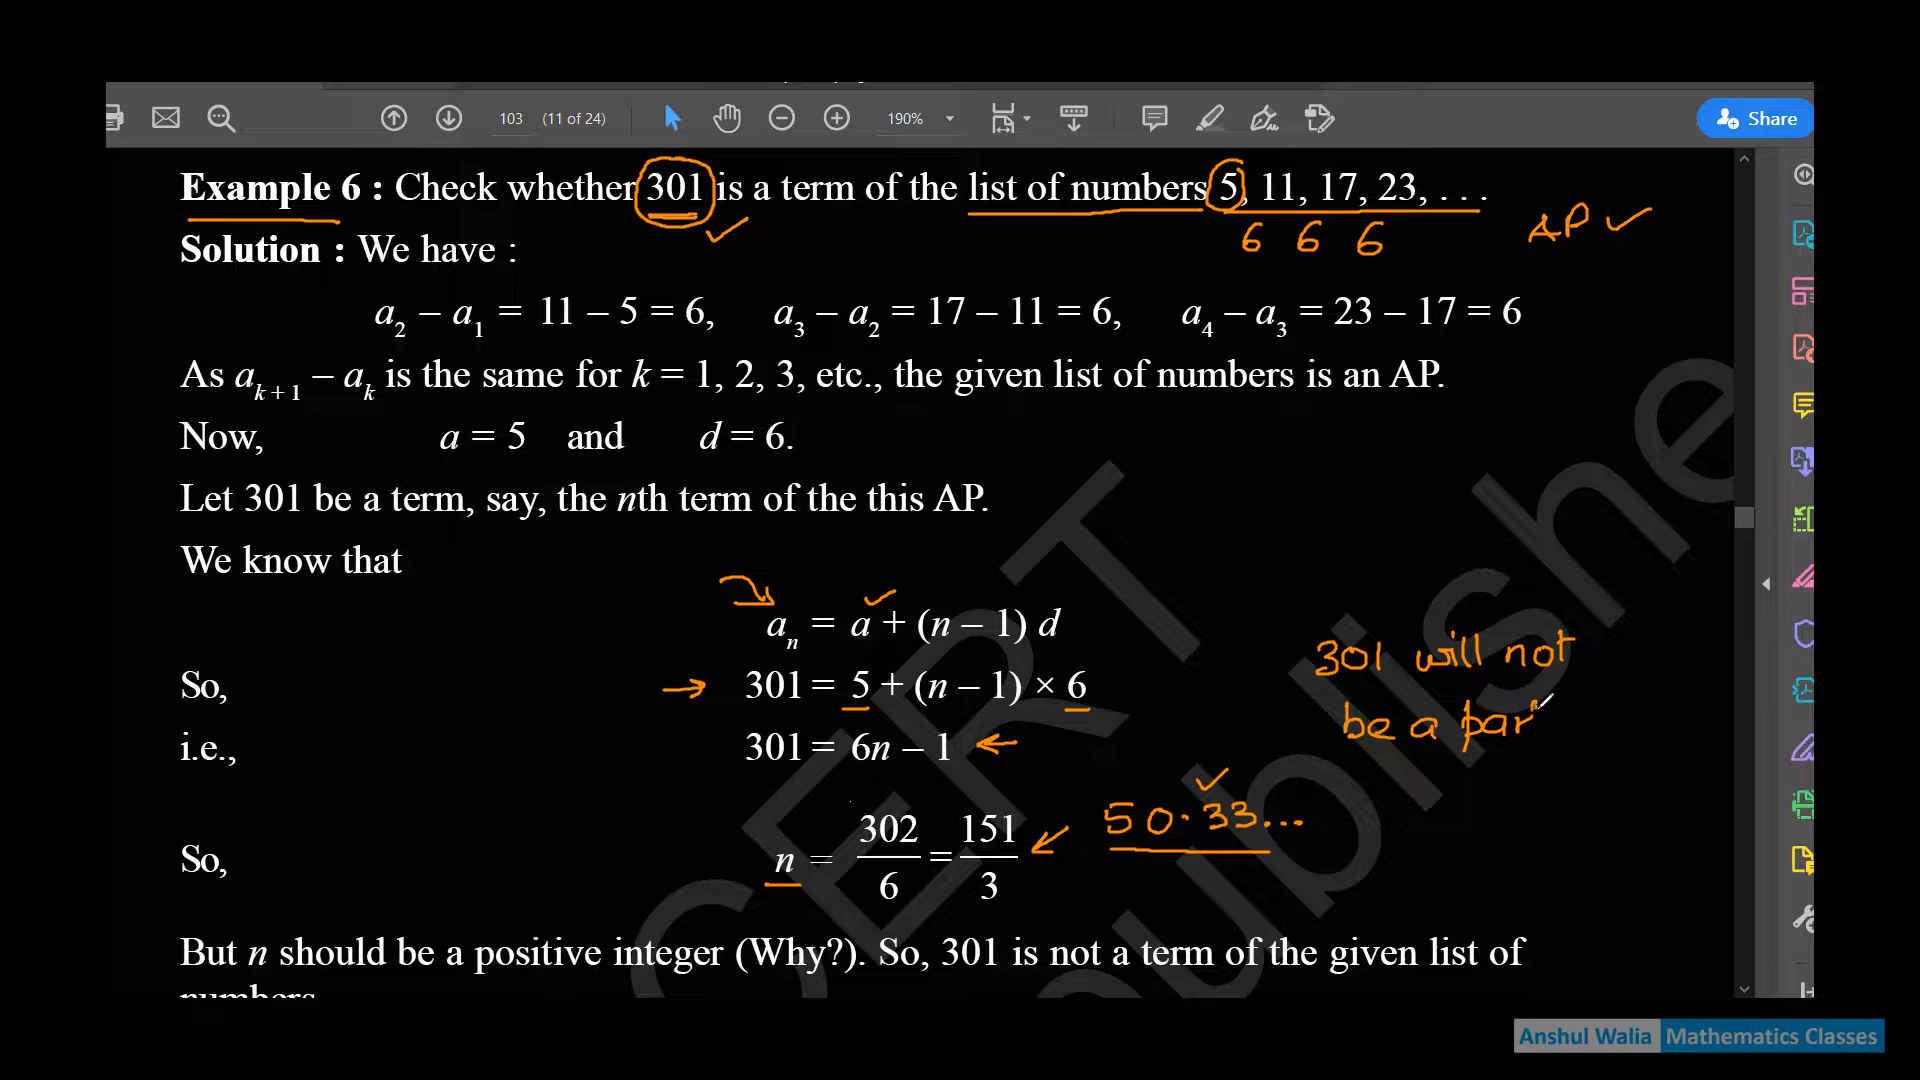 103 (11 of 24) 190% Share
Example 6 : Check whether 301 is a term of the list of numbers 5, 11, 17, 23, . . .
6 6 6 AP ✓
Solution : We have :
a₂ – a₁ = 11 – 5 = 6, a₃ – a₂ = 17 – 11 = 6, a₄ – a₃ = 23 – 17 = 6
As aₖ₊₁ – aₖ is the same for k = 1, 2, 3, etc., the given list of numbers is an AP.
Now, a = 5 and d = 6.
Let 301 be a term, say, the nth term of the this AP.
We know that
aₙ = a + (n – 1) d
So, 301 = 5 + (n – 1) × 6
301 will not
be a par
i.e., 301 = 6n – 1
50.33...
So, n = 302/6 = 151/3
But n should be a positive integer (Why?). So, 301 is not a term of the given list of
numbers
CERT
publishe
Anshul Walia Mathematics Classes